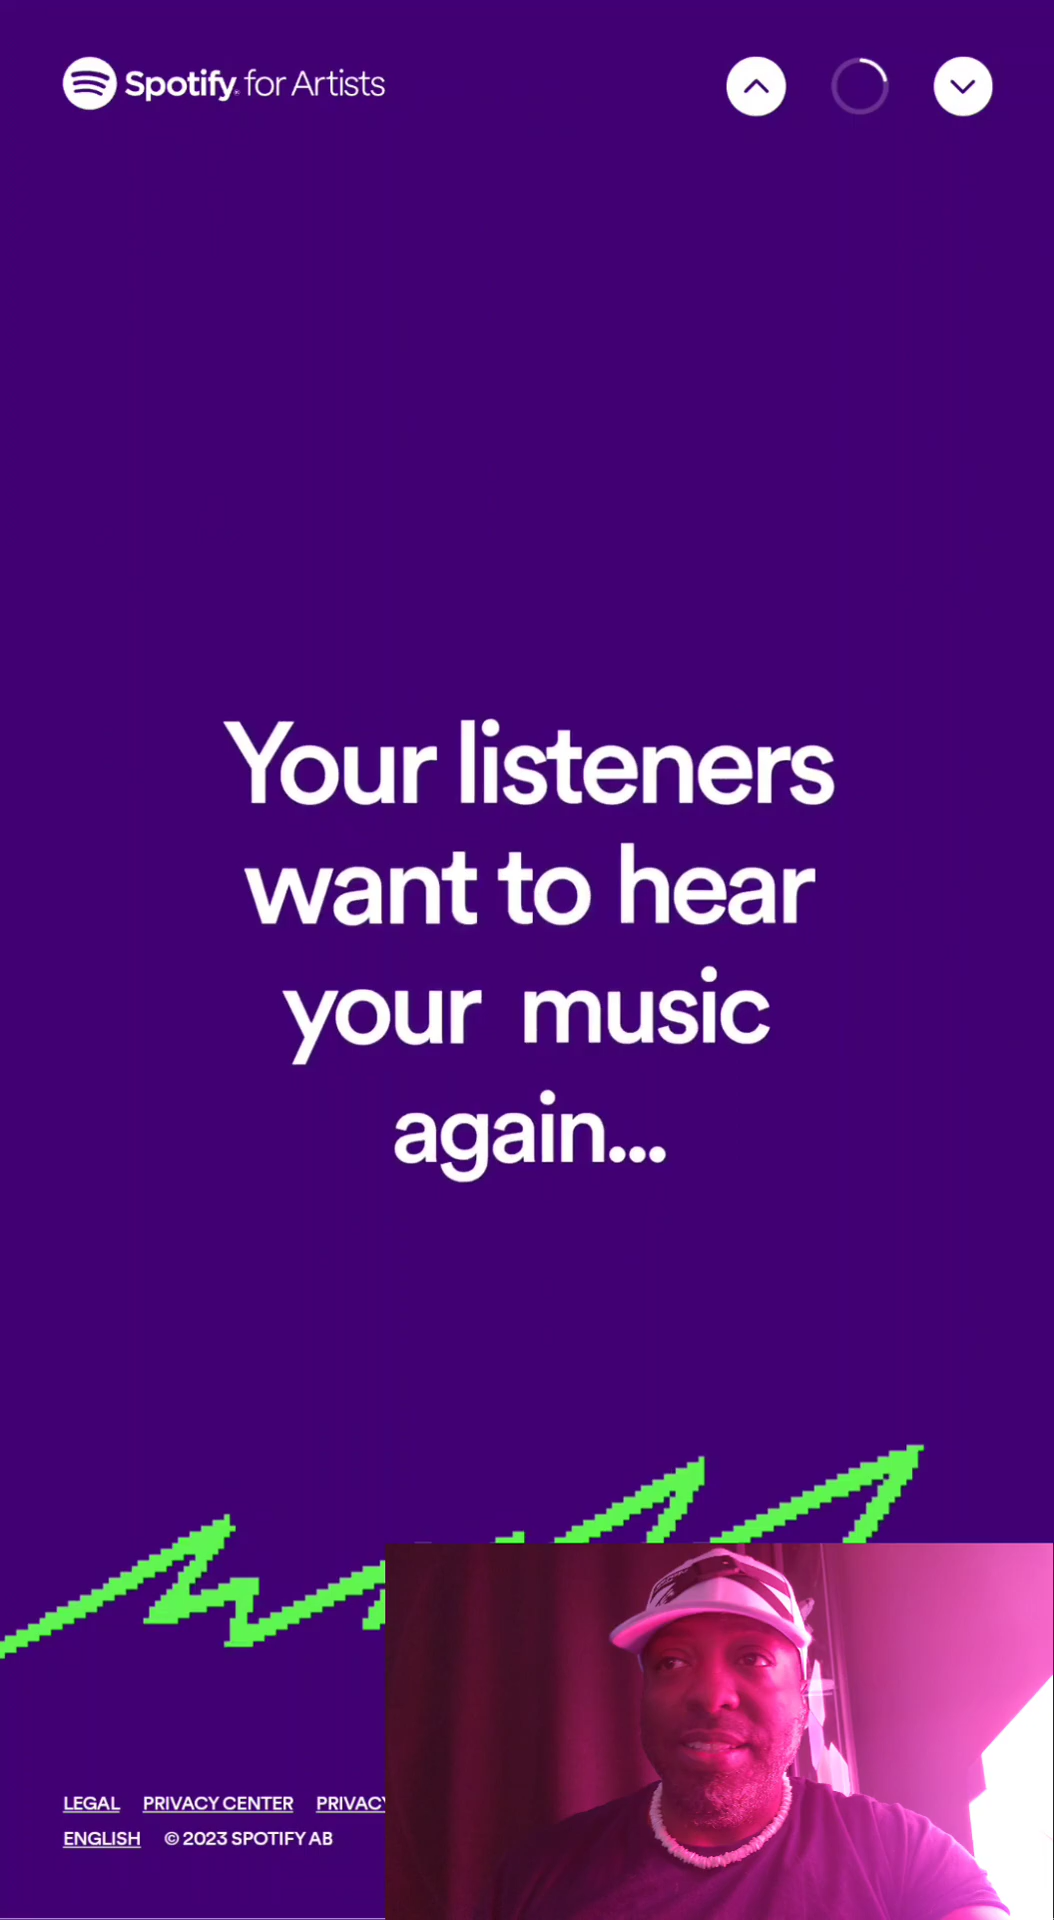 Spotify for Artists
Your listeners
want to hear
your music
again...
LEGAL PRIVACY CENTER
ENGLISH © 2023 SPOTIFY AB